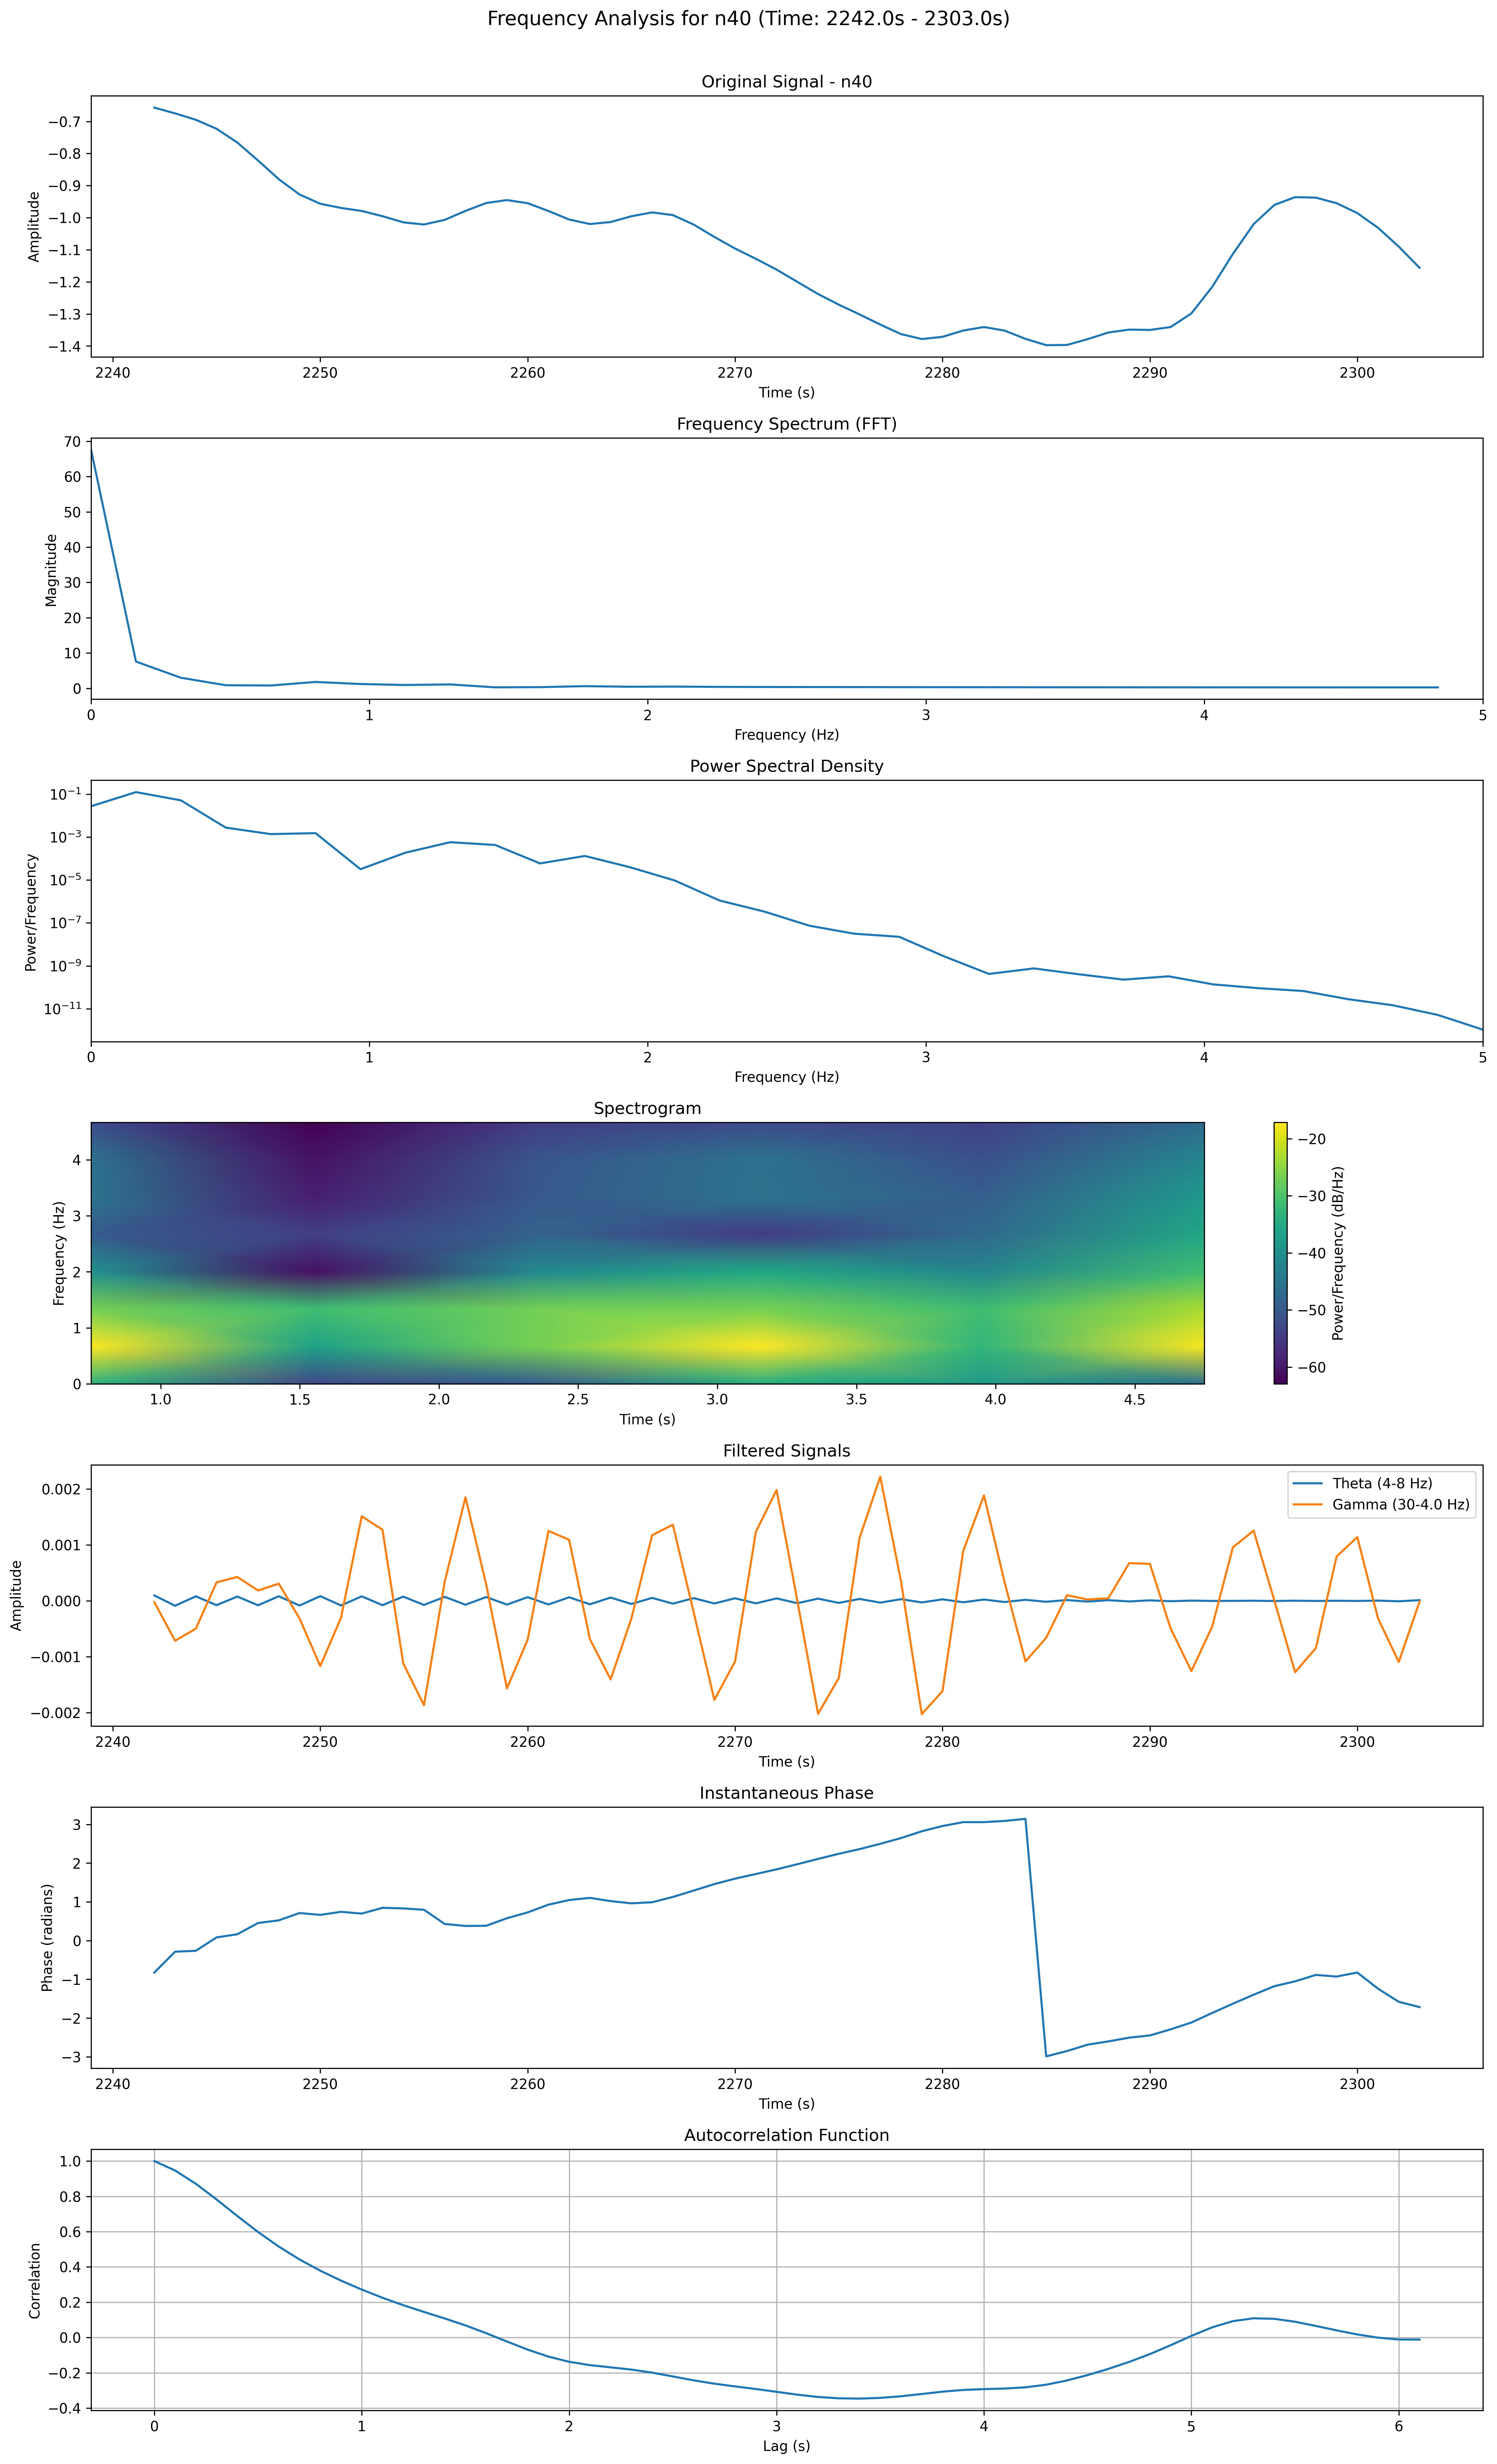 Frequency Analysis for n40 (Time: 2242.0s - 2303.0s)
Original Signal - n40
−0.7
−0.8
−0.9
−1.0
−1.1
−1.2
−1.3
−1.4
Amplitude
2240 2250 2260 2270 2280 2290 2300
Time (s)
Frequency Spectrum (FFT)
70
60
50
40
30
20
10
0
Magnitude
0 1 2 3 4 5
Frequency (Hz)
Power Spectral Density
10⁻¹
10⁻³
10⁻⁵
10⁻⁷
10⁻⁹
10⁻¹¹
Power/Frequency
0 1 2 3 4 5
Frequency (Hz)
Spectrogram
4
3
2
1
0
Frequency (Hz)
1.0 1.5 2.0 2.5 3.0 3.5 4.0 4.5
Time (s)
−20
−30
−40
−50
−60
Power/Frequency (dB/Hz)
Filtered Signals
0.002
0.001
0.000
−0.001
−0.002
Amplitude
Theta (4-8 Hz)
Gamma (30-4.0 Hz)
2240 2250 2260 2270 2280 2290 2300
Time (s)
Instantaneous Phase
3
2
1
0
−1
−2
−3
Phase (radians)
2240 2250 2260 2270 2280 2290 2300
Time (s)
Autocorrelation Function
1.0
0.8
0.6
0.4
0.2
0.0
−0.2
−0.4
Correlation
0 1 2 3 4 5 6
Lag (s)